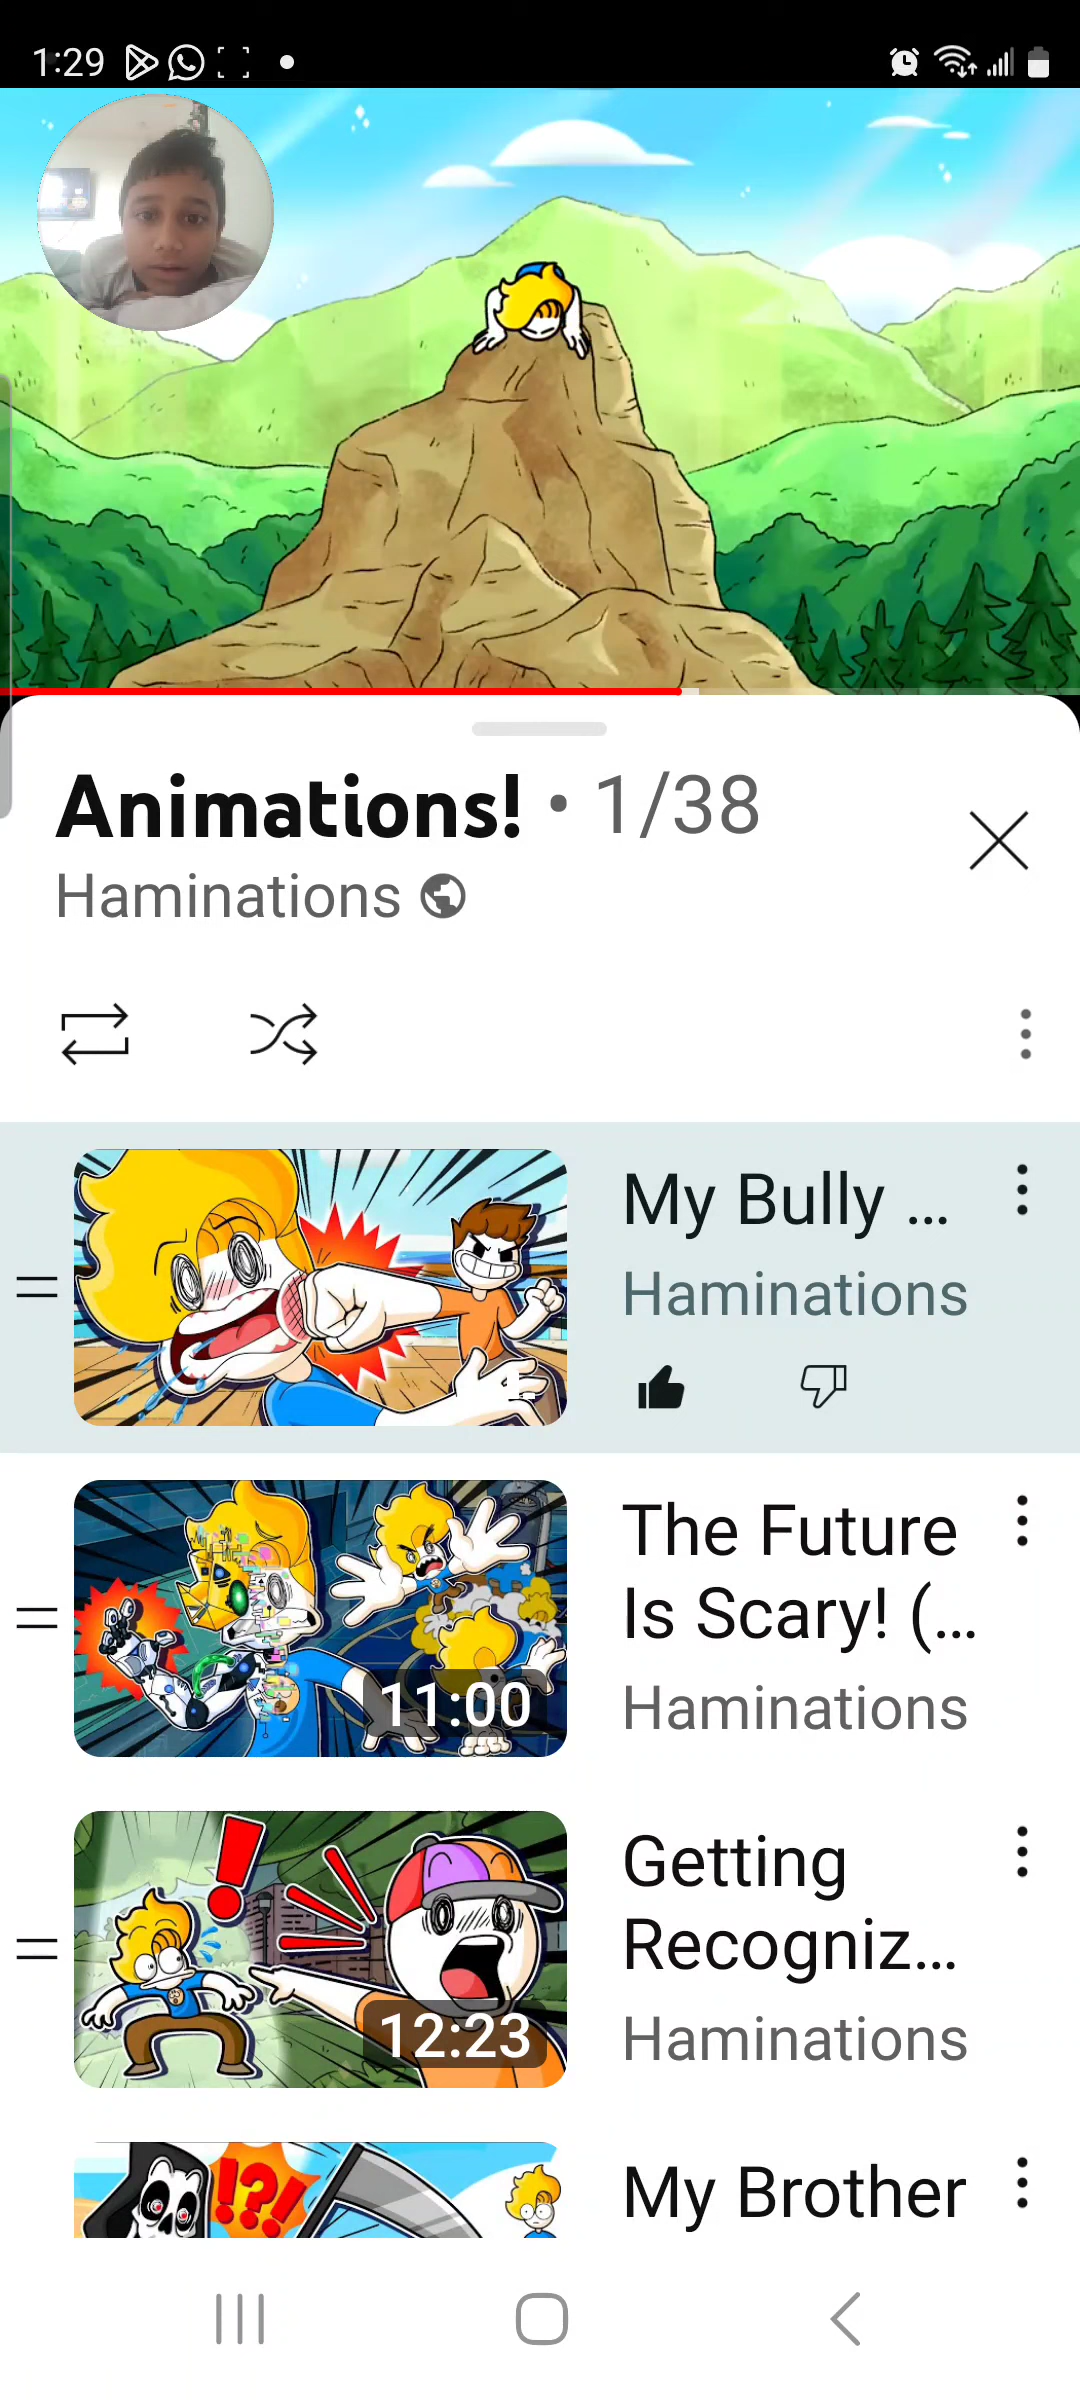 1:29
Animations! • 1/38
Haminations
My Bully ...
Haminations
The Future
Is Scary! (...
Haminations
11:00
Getting
Recogniz...
Haminations
12:23
!?!
My Brother